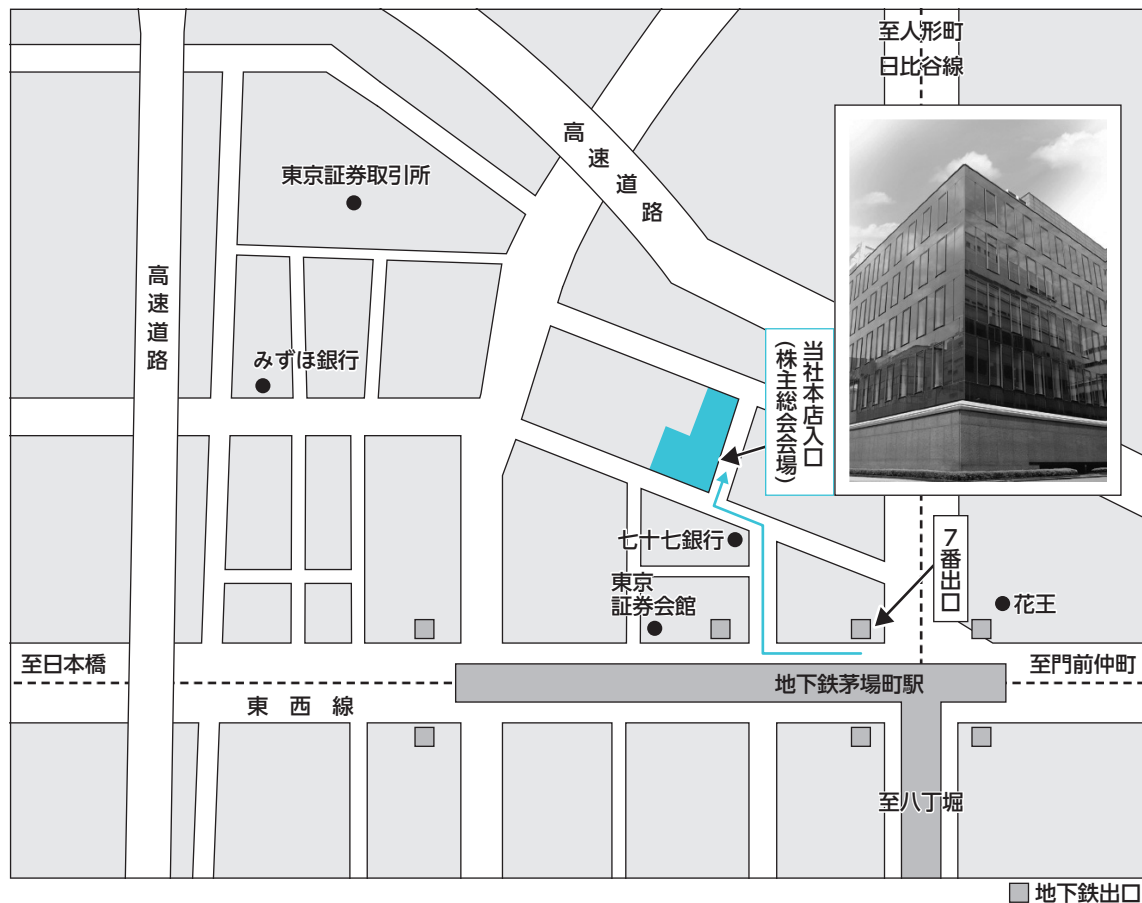 至人形町
日比谷線
高速道路
東京証券取引所
高速道路
みずほ銀行
当社本店入口
(株主総会会場)
七十七銀行
7番出口
東京
証券会館
花王
至日本橋
至門前仲町
地下鉄茅場町駅
東西線
至八丁堀
地下鉄出口